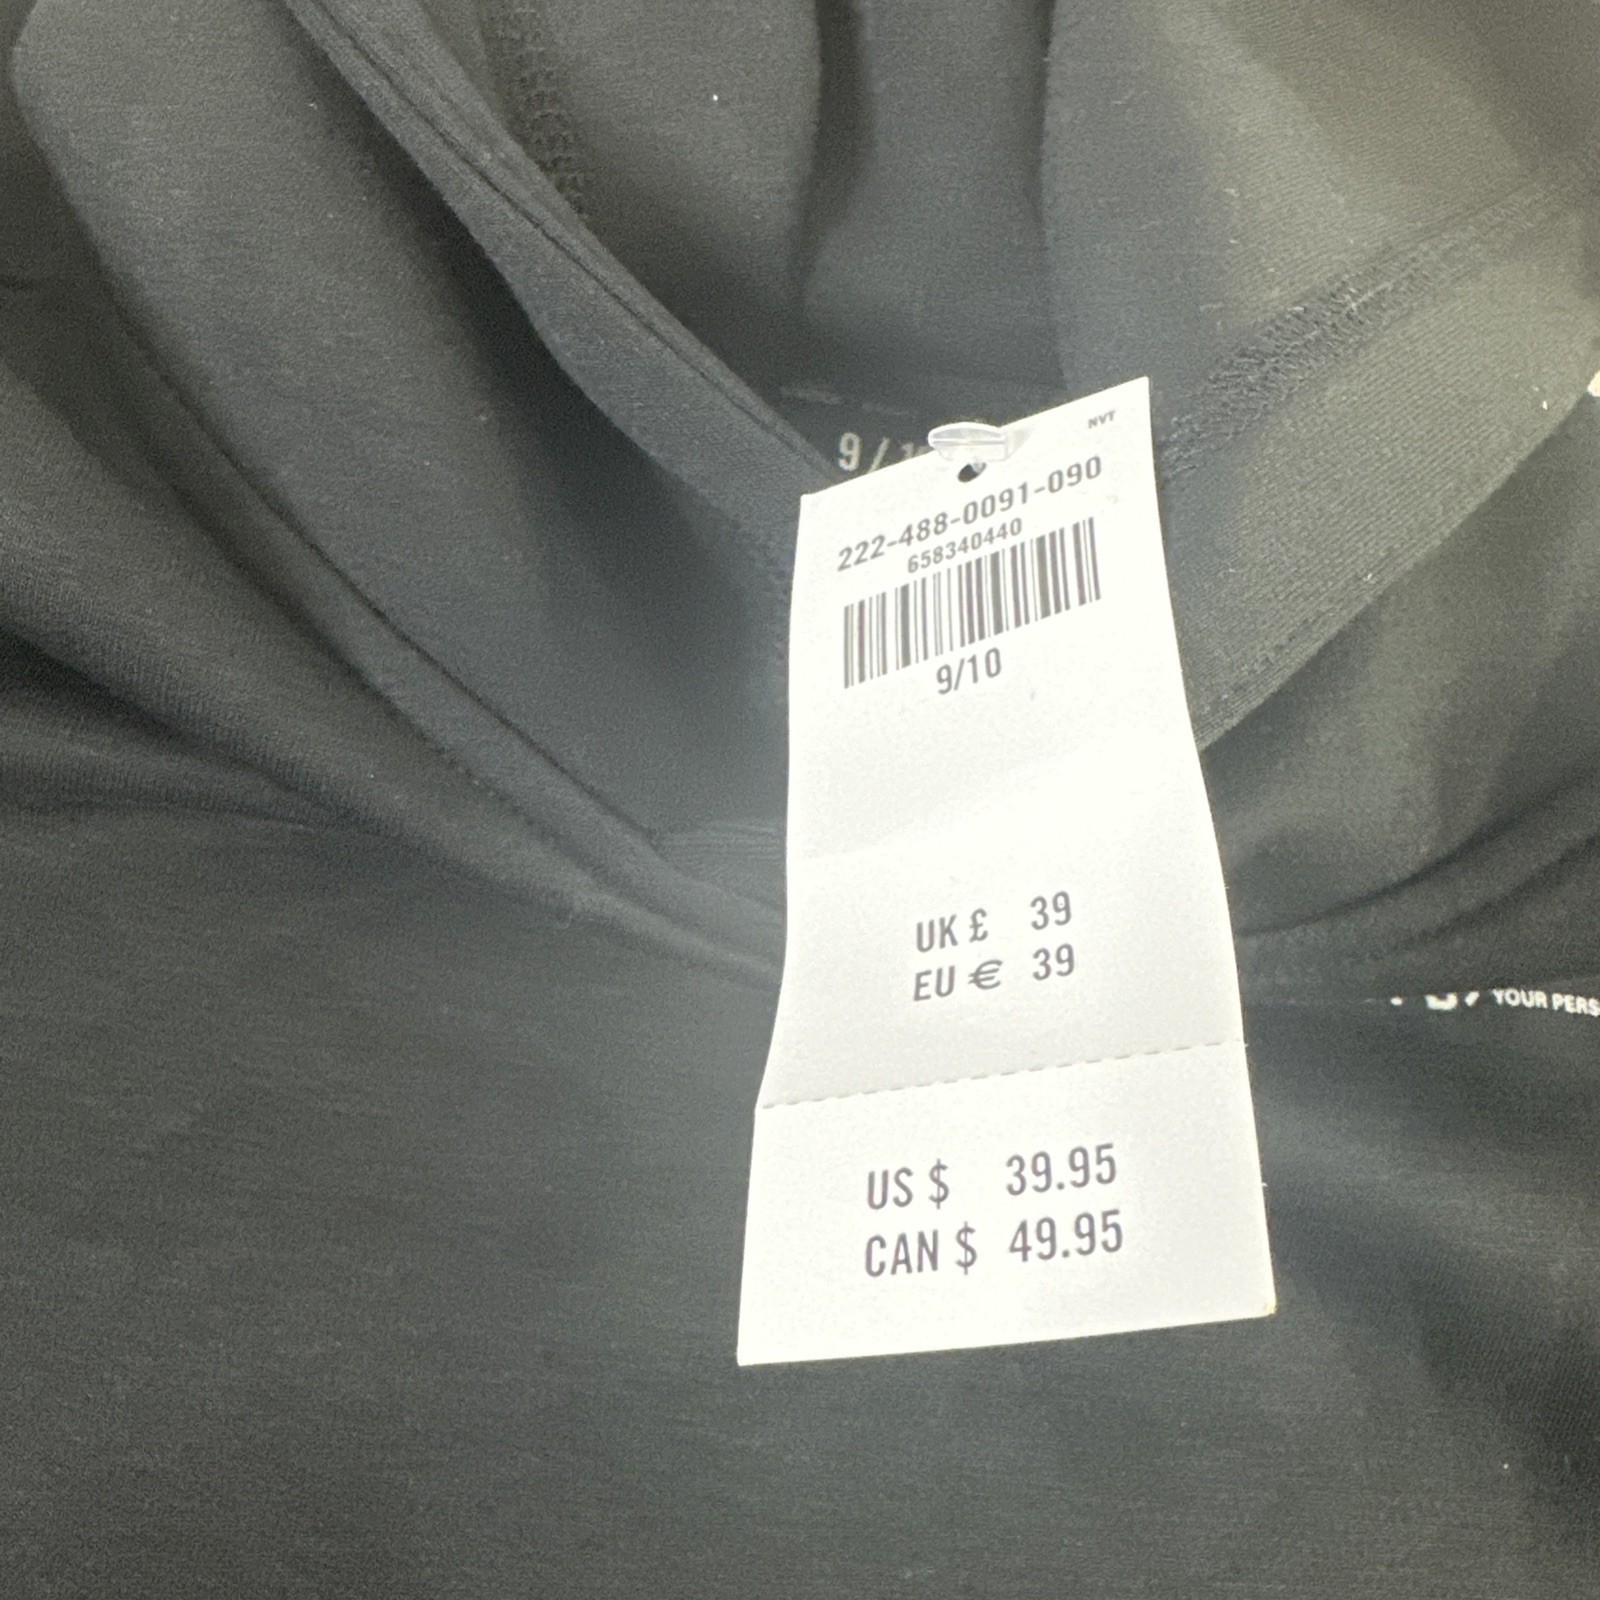 9 /
NVT
222-488-0091-090
658340440
9/10
UK £ 39
EU € 39
YOUR PERS
US $ 39.95
CAN $ 49.95